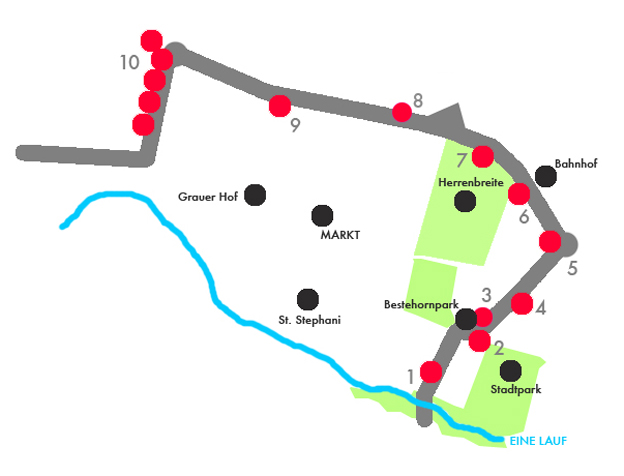 10
8
9
7
Bahnhof
Herrenbreite
Grauer Hof
6
MARKT
5
Bestehornpark
3
4
St. Stephani
2
1
Stadtpark
EINE LAUF